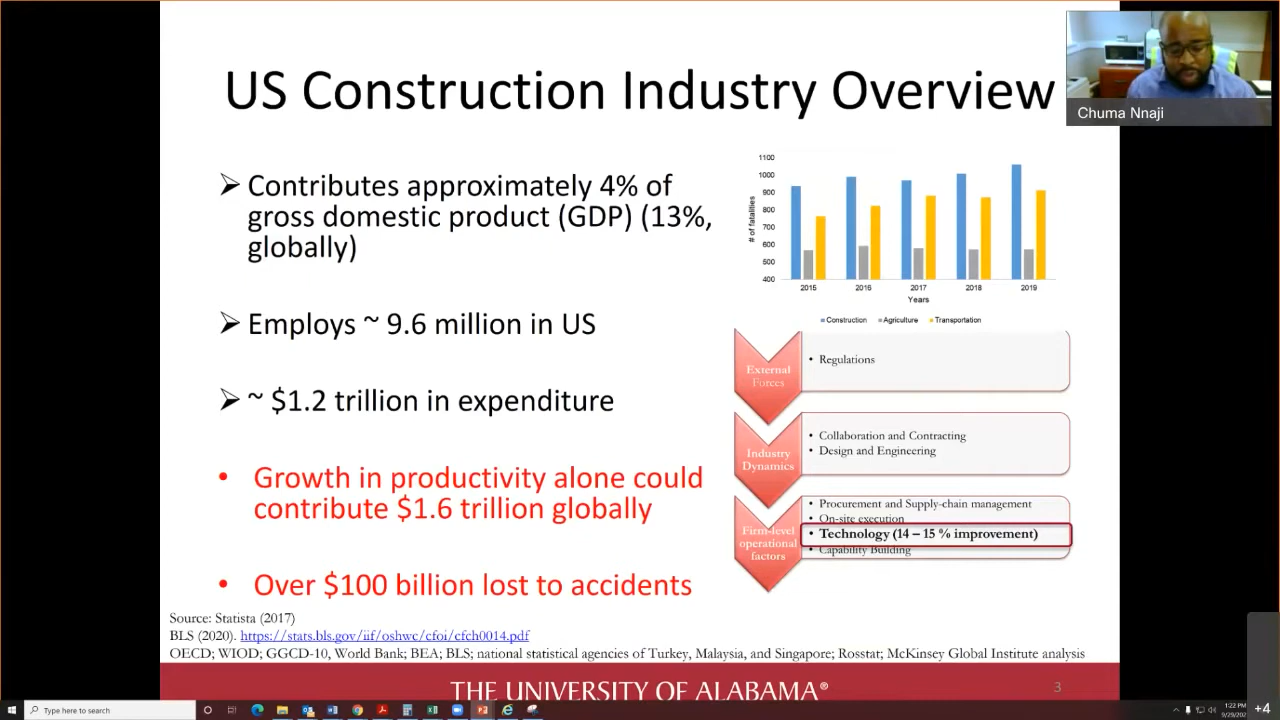 US Construction Industry Overview
Chuma Nnaji
➢ Contributes approximately 4% of
gross domestic product (GDP) (13%,
globally)
➢ Employs ~ 9.6 million in US
➢ ~ $1.2 trillion in expenditure
• Growth in productivity alone could
contribute $1.6 trillion globally
• Over $100 billion lost to accidents
1100
1000
900
800
700
600
500
400
# of fatalities
2015 2016 2017 2018 2019
Years
Construction Agriculture Transportation
External
Forces
• Regulations
Industry
Dynamics
• Collaboration and Contracting
• Design and Engineering
Firm-level
operational
factors
• Procurement and Supply-chain management
• On-site execution
• Technology (14 – 15 % improvement)
• Capability Building
Source: Statista (2017)
BLS (2020). https://stats.bls.gov/iif/oshwc/cfoi/cfch0014.pdf
OECD; WIOD; GGCD-10, World Bank; BEA; BLS; national statistical agencies of Turkey, Malaysia, and Singapore; Rosstat; McKinsey Global Institute analysis
THE UNIVERSITY OF ALABAMA®
3
Type here to search
1:22 PM
+4